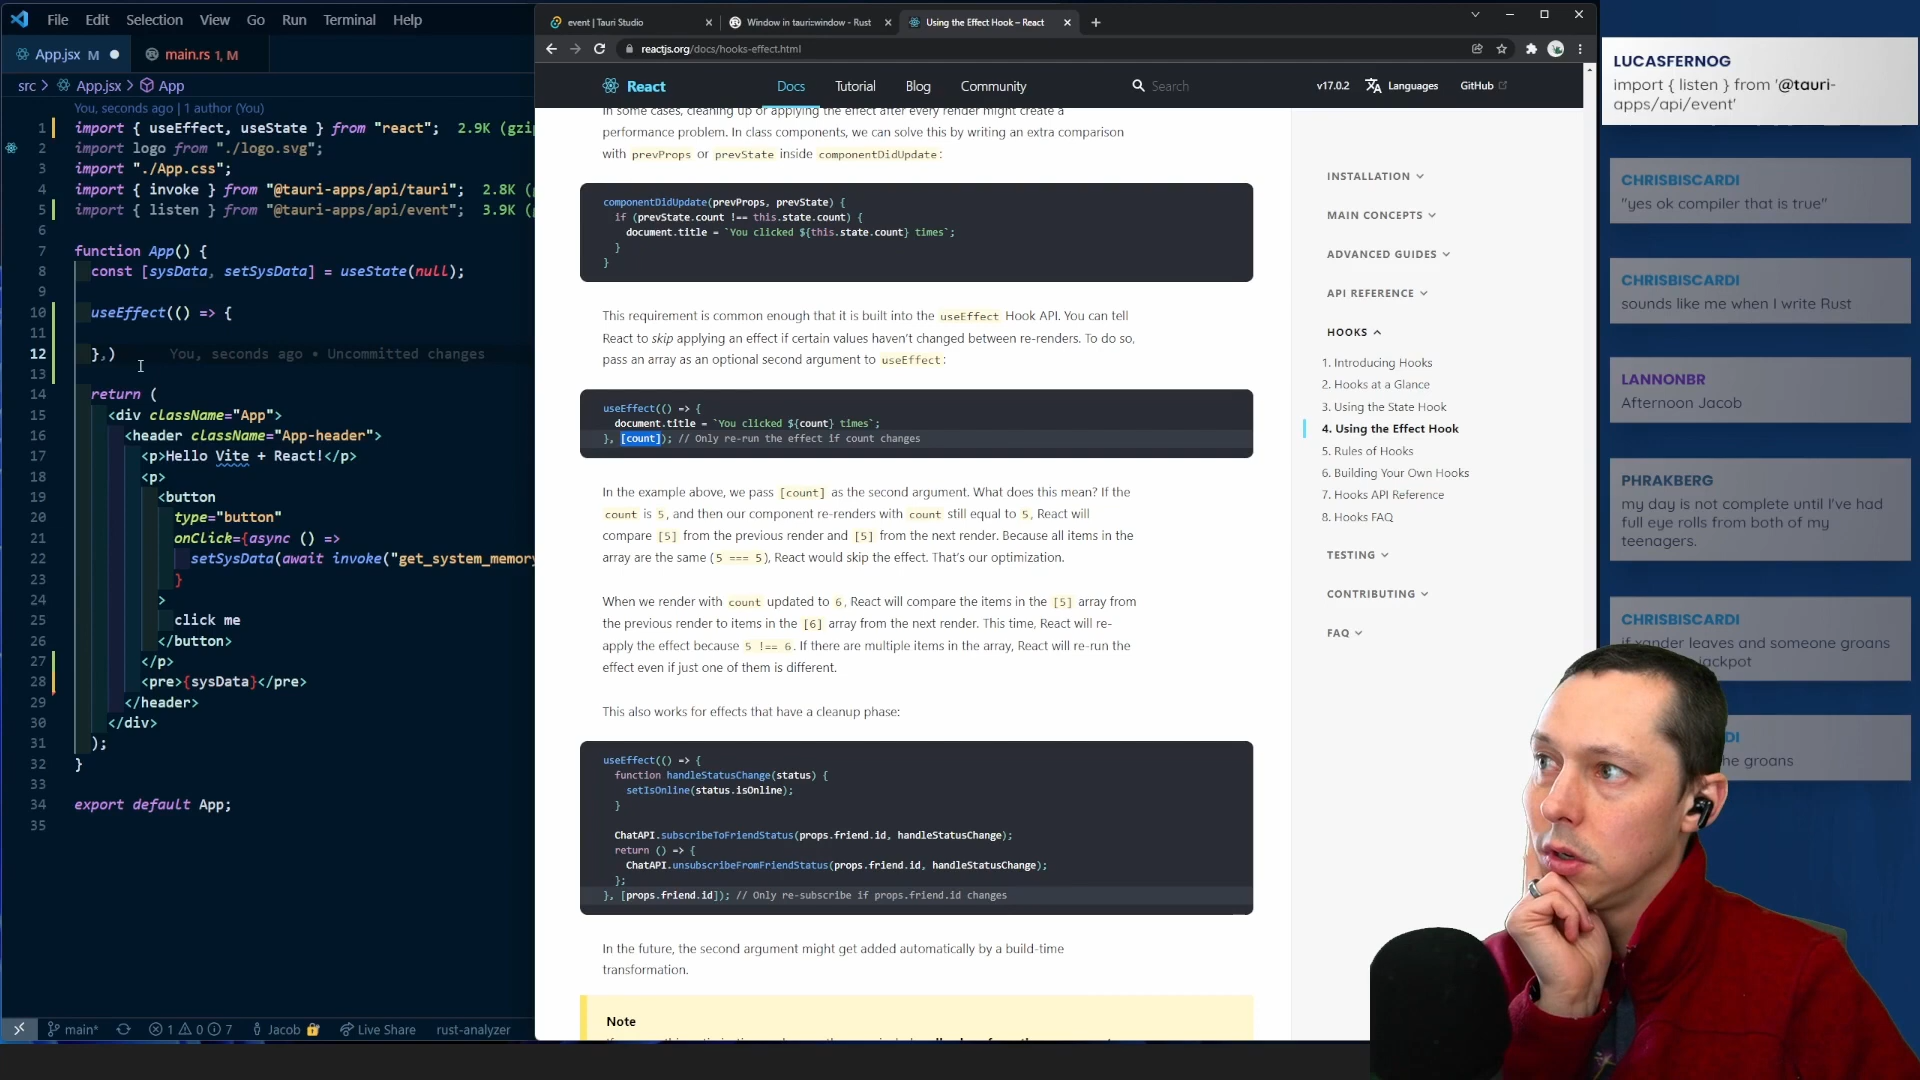 File Edit Selection View Go Run Terminal Help
App.jsx M
main.rs 1, M
src > App.jsx > App
You, seconds ago | 1 author (You)
1 import { useEffect, useState } from "react"; 2.9K (gzi
2 import logo from "./logo.svg";
3 import "./App.css";
4 import { invoke } from "@tauri-apps/api/tauri"; 2.8K (
5 import { listen } from "@tauri-apps/api/event"; 3.9K (
6
7 function App() {
8 const [sysData, setSysData] = useState(null);
9
10 useEffect(() => {
11
12 },) You, seconds ago • Uncommitted changes
13
14 return (
15 <div className="App">
16 <header className="App-header">
17 <p>Hello Vite + React!</p>
18 <p>
19 <button
20 type="button"
21 onClick={async () =>
22 setSysData(await invoke("get_system_memory
23 }
24 >
25 click me
26 </button>
27 </p>
28 <pre>{sysData}</pre>
29 </header>
30 </div>
31 );
32 }
33
34 export default App;
35
main* 1 0 7 Jacob Live Share rust-analyzer
event | Tauri Studio
Window in tauri::window - Rust
Using the Effect Hook – React
reactjs.org/docs/hooks-effect.html
React Docs Tutorial Blog Community Search v17.0.2 Languages GitHub
In some cases, cleaning up or applying the effect after every render might create a
performance problem. In class components, we can solve this by writing an extra comparison
with prevProps or prevState inside componentDidUpdate:
componentDidUpdate(prevProps, prevState) {
if (prevState.count !== this.state.count) {
document.title = `You clicked ${this.state.count} times`;
}
}
This requirement is common enough that it is built into the useEffect Hook API. You can tell
React to skip applying an effect if certain values haven't changed between re-renders. To do so,
pass an array as an optional second argument to useEffect:
useEffect(() => {
document.title = `You clicked ${count} times`;
}, [count]); // Only re-run the effect if count changes
In the example above, we pass [count] as the second argument. What does this mean? If the
count is 5, and then our component re-renders with count still equal to 5, React will
compare [5] from the previous render and [5] from the next render. Because all items in the
array are the same (5 === 5), React would skip the effect. That's our optimization.
When we render with count updated to 6, React will compare the items in the [5] array from
the previous render to items in the [6] array from the next render. This time, React will re-
apply the effect because 5 !== 6. If there are multiple items in the array, React will re-run the
effect even if just one of them is different.
This also works for effects that have a cleanup phase:
useEffect(() => {
function handleStatusChange(status) {
setIsOnline(status.isOnline);
}
ChatAPI.subscribeToFriendStatus(props.friend.id, handleStatusChange);
return () => {
ChatAPI.unsubscribeFromFriendStatus(props.friend.id, handleStatusChange);
};
}, [props.friend.id]); // Only re-subscribe if props.friend.id changes
In the future, the second argument might get added automatically by a build-time
transformation.
Note
INSTALLATION
MAIN CONCEPTS
ADVANCED GUIDES
API REFERENCE
HOOKS
1. Introducing Hooks
2. Hooks at a Glance
3. Using the State Hook
4. Using the Effect Hook
5. Rules of Hooks
6. Building Your Own Hooks
7. Hooks API Reference
8. Hooks FAQ
TESTING
CONTRIBUTING
FAQ
LUCASFERNOG
import { listen } from '@tauri-
apps/api/event'
CHRISBISCARDI
"yes ok compiler that is true"
CHRISBISCARDI
sounds like me when I write Rust
LANNONBR
Afternoon Jacob
PHRAKBERG
my day is not complete until I've had
full eye rolls from both of my
teenagers.
CHRISBISCARDI
if xander leaves and someone groans
jackpot
DI
he groans